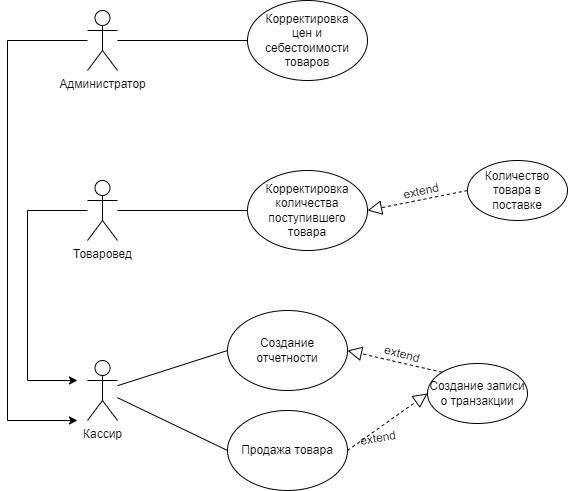 Корректировка
цен и
себестоимости
товаров
Администратор
Корректировка
количества
поступившего
товара
extend
Количество
товара в
поставке
Товаровед
Создание
отчетности
extend
Создание записи
о транзакции
Кассир
Продажа товара
extend